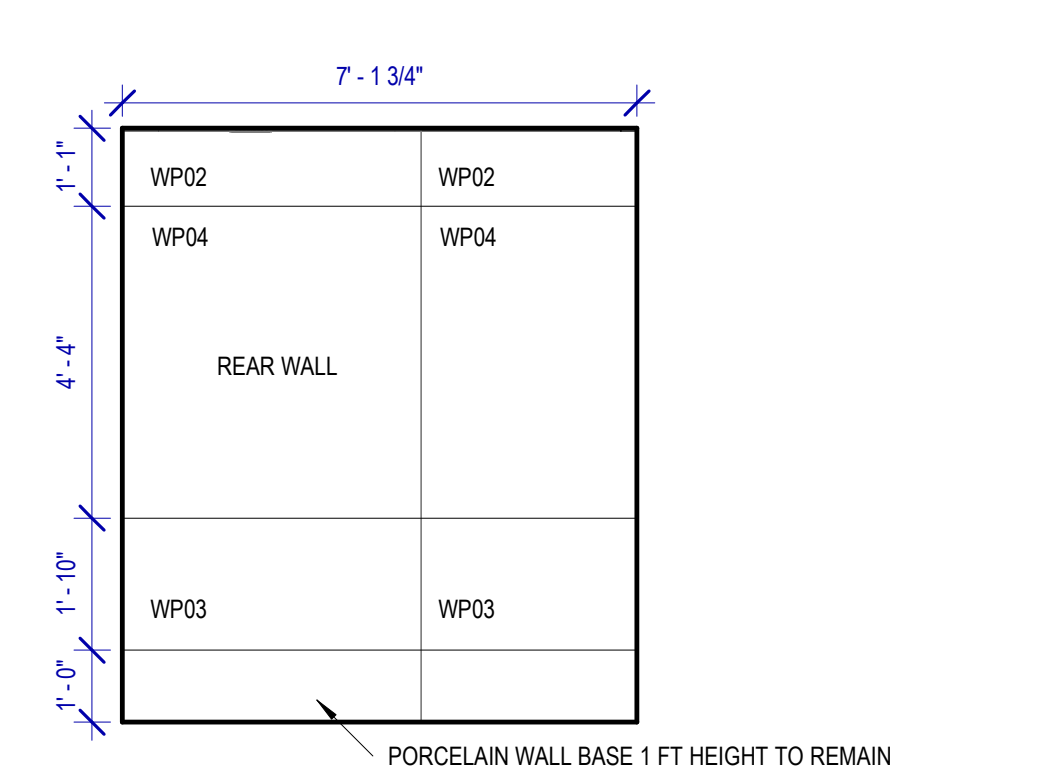 7' - 1 3/4"
1' - 1"
WP02 WP02
WP04 WP04
4' - 4"
REAR WALL
1' - 10"
WP03 WP03
1' - 0"
PORCELAIN WALL BASE 1 FT HEIGHT TO REMAIN